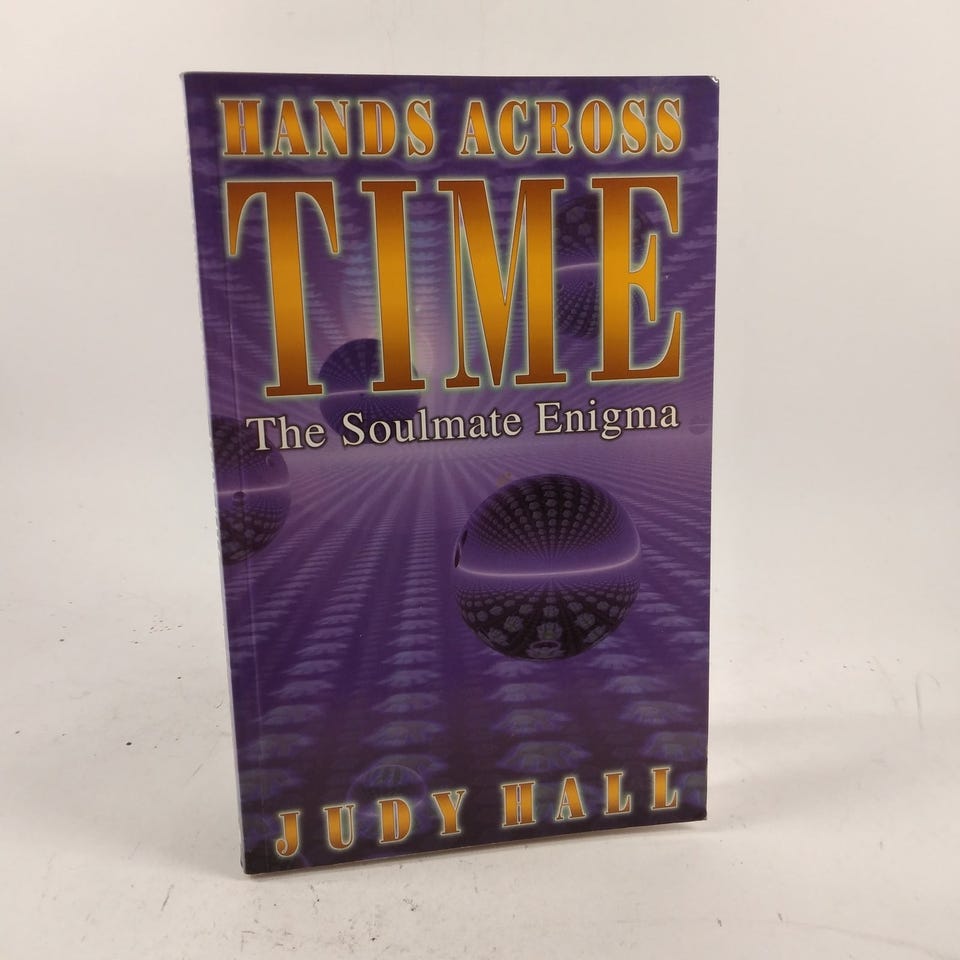 HANDS ACROSS
TIME
The Soulmate Enigma
JUDY HALL